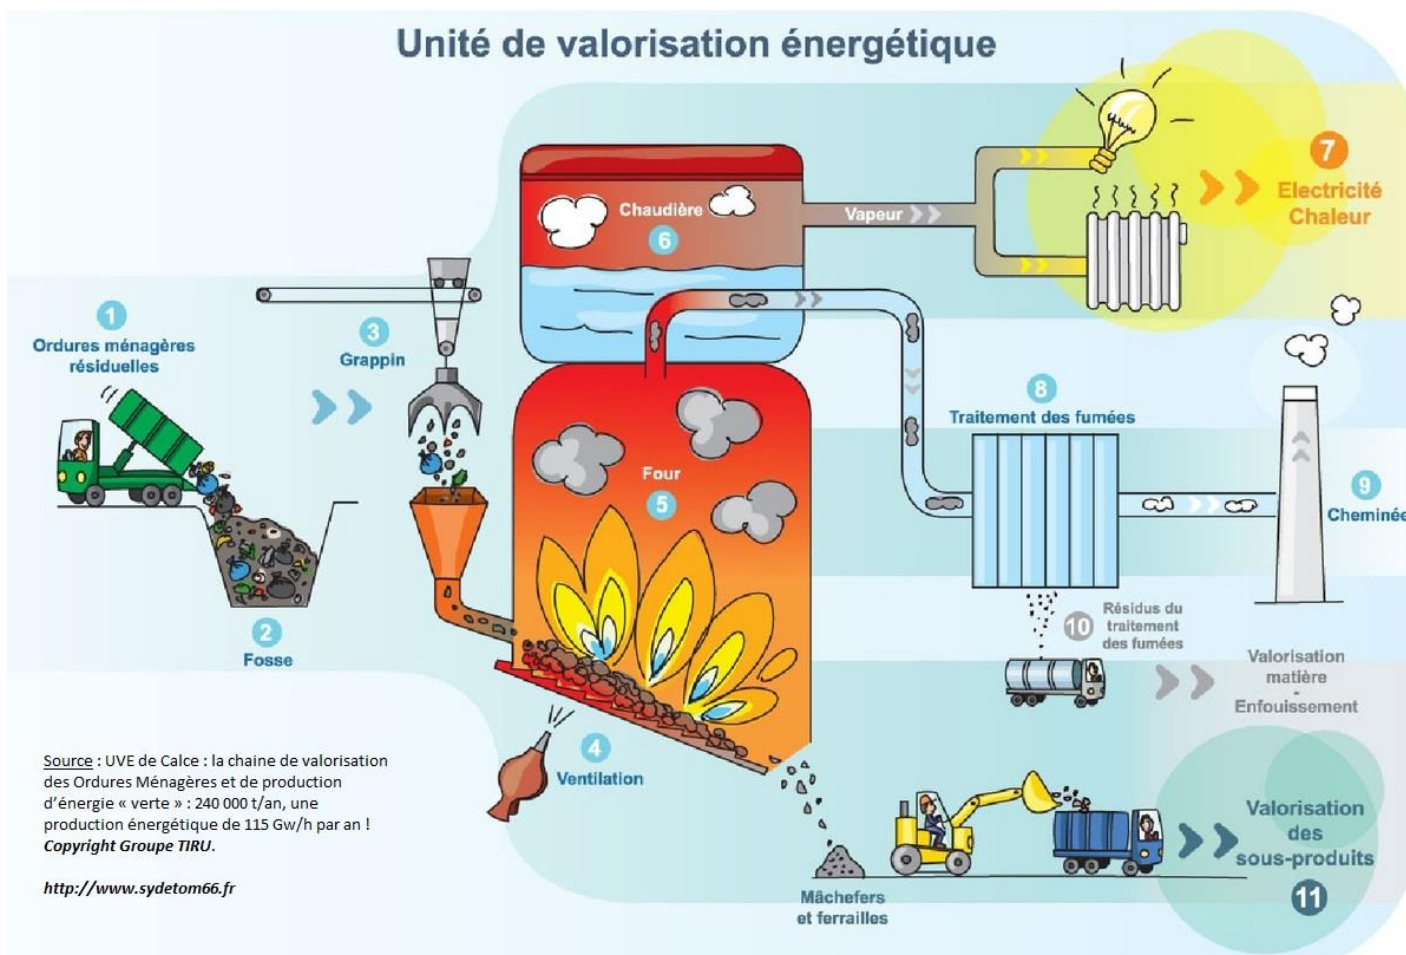 Unité de valorisation énergétique
1
Ordures ménagères
résiduelles
2
Fosse
3
Grappin
4
Ventilation
Four
5
Chaudière
6
Vapeur
7
Electricité
Chaleur
8
Traitement des fumées
9
Cheminée
10
Résidus du
traitement
des fumées
Valorisation
matière
-
Enfouissement
Mâchefers
et ferrailles
Valorisation
des
sous-produits
11
Source : UVE de Calce : la chaine de valorisation
des Ordures Ménagères et de production
d'énergie « verte » : 240 000 t/an, une
production énergétique de 115 Gw/h par an !
Copyright Groupe TIRU.
http://www.sydetom66.fr